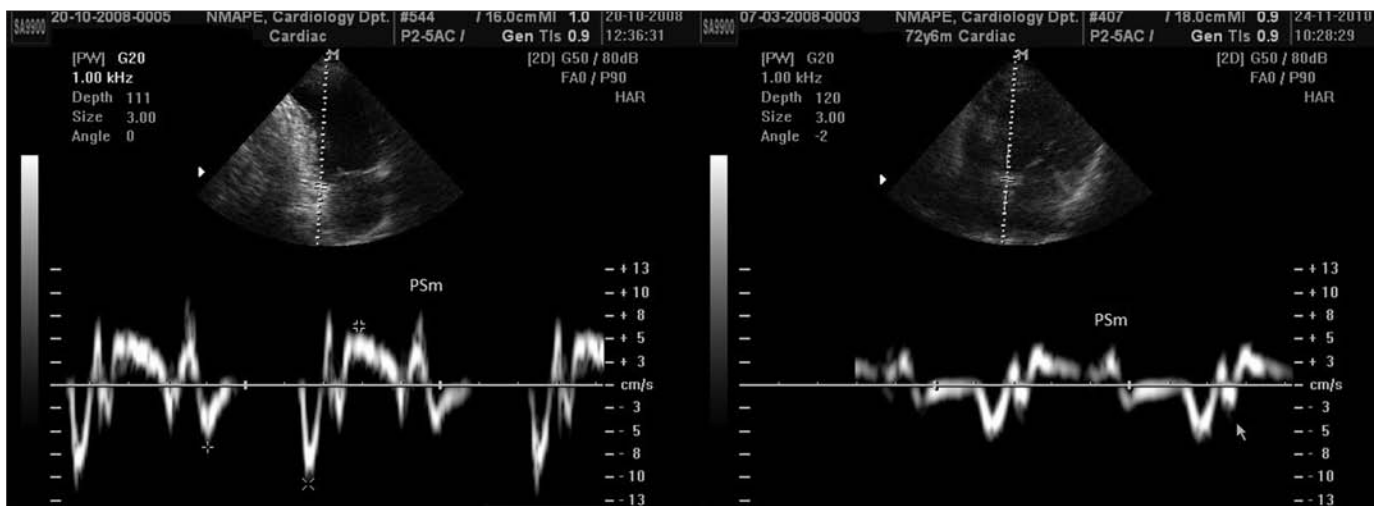 SA9900
20-10-2008-0005 NMAPE, Cardiology Dpt. #544 / 16.0cm MI 1.0 20-10-2008
Cardiac P2-5AC / Gen TIs 0.9 12:36:31
[PW] G20
1.00 kHz
Depth 111
Size 3.00
Angle 0
M
[2D] G50 / 80dB
FA0 / P90
HAR
PSm
+ 13
+ 10
+ 8
+ 5
+ 3
cm/s
- 3
- 5
- 8
- 10
- 13
SA9900
07-03-2008-0003 NMAPE, Cardiology Dpt. #407 / 18.0cm MI 0.9 24-11-2010
72y6m Cardiac P2-5AC / Gen TIs 0.9 10:28:29
[PW] G20
1.00 kHz
Depth 120
Size 3.00
Angle -2
M
[2D] G50 / 80dB
FA0 / P90
HAR
PSm
+ 13
+ 10
+ 8
+ 5
+ 3
cm/s
- 3
- 5
- 8
- 10
- 13